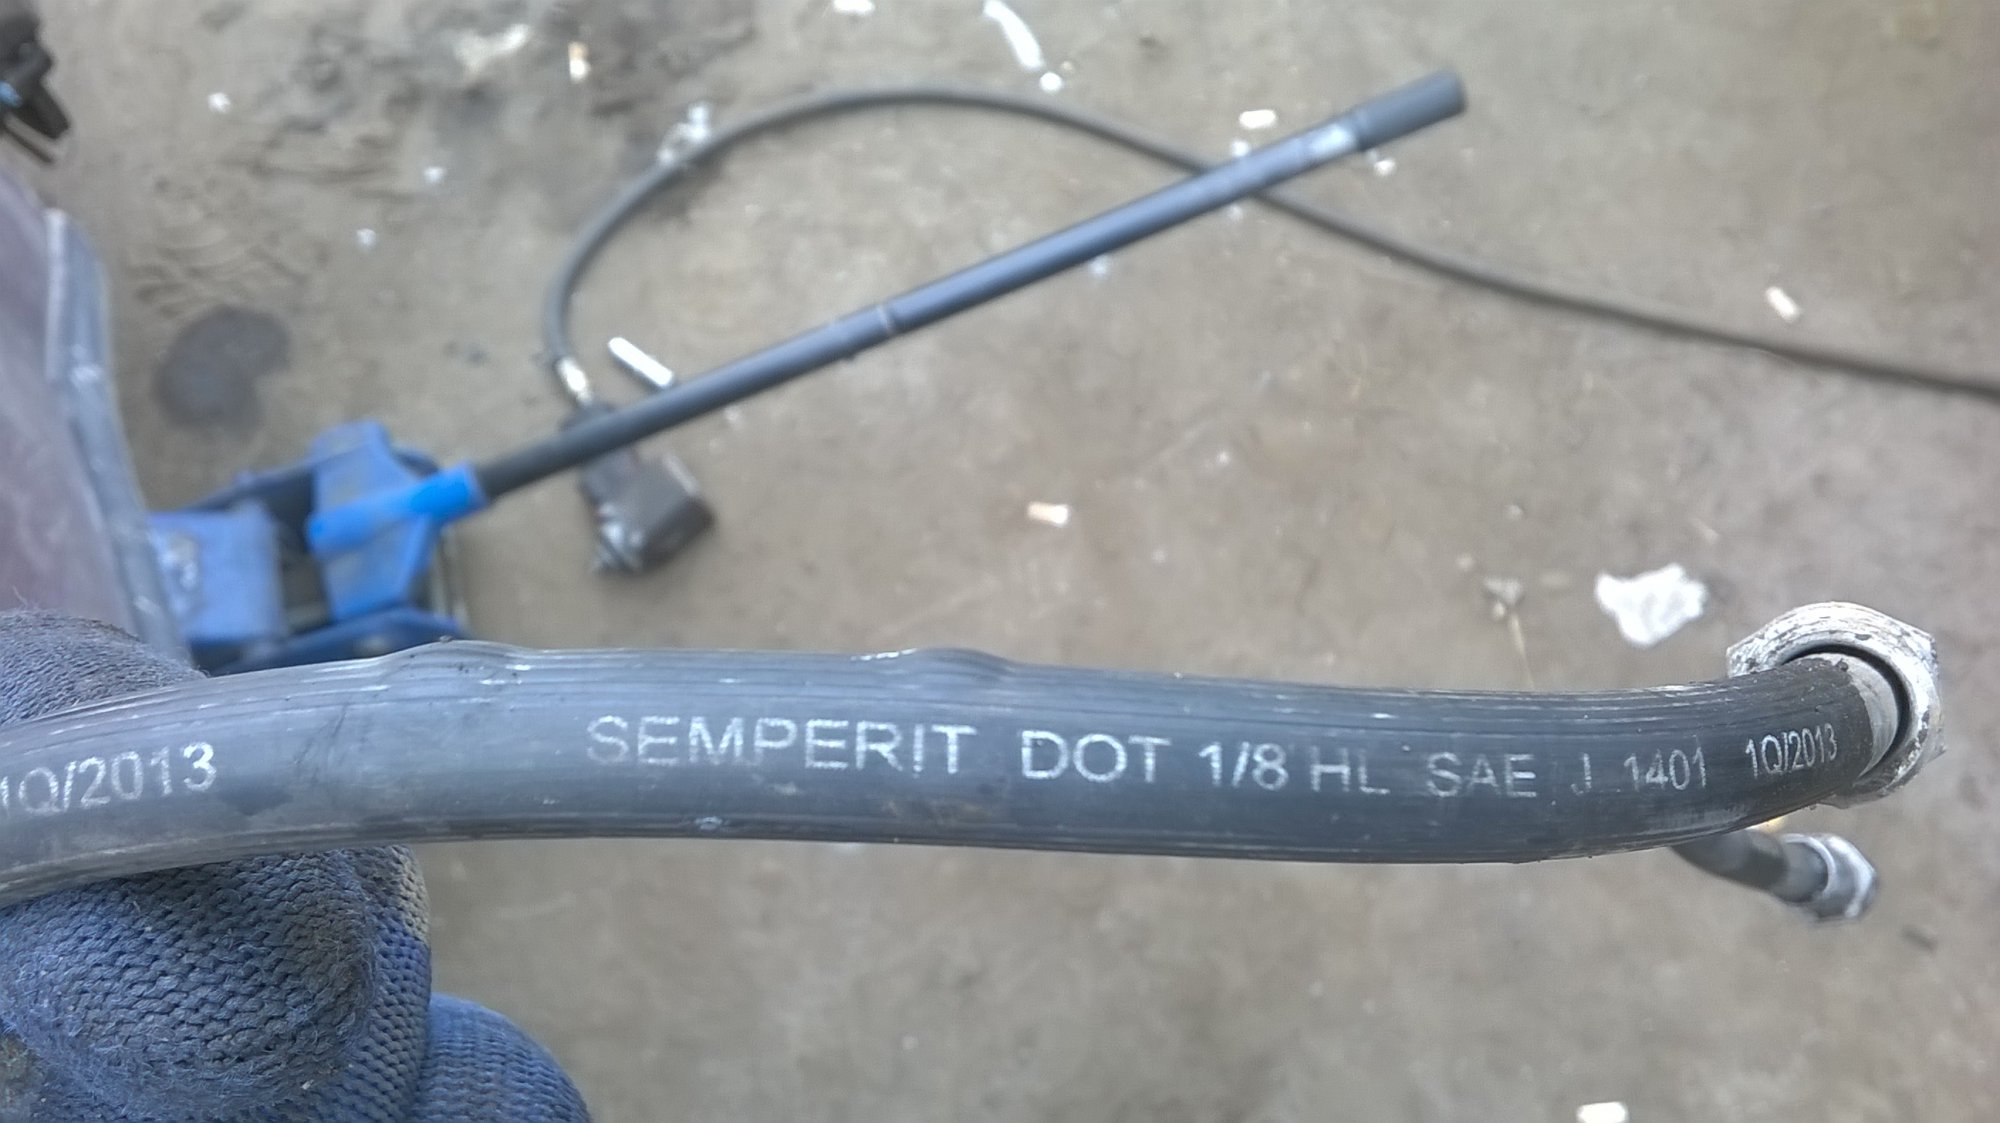 1Q/2013 SEMPERIT DOT 1/8 HL SAE J 1401 1Q/2013